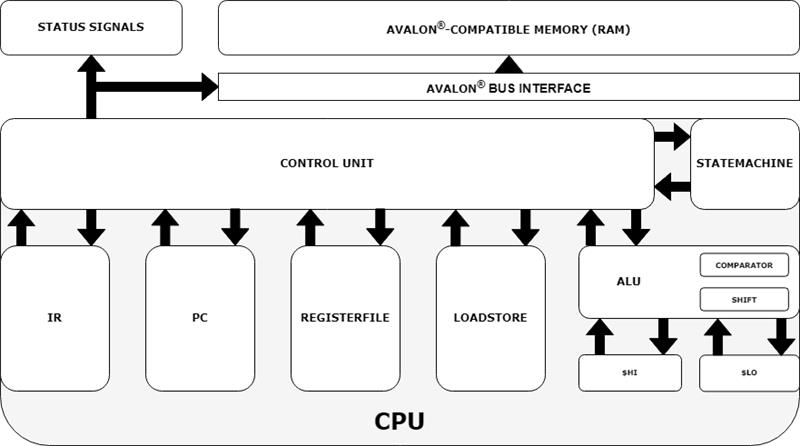 STATUS SIGNALS
AVALON®-COMPATIBLE MEMORY (RAM)
AVALON® BUS INTERFACE
CONTROL UNIT
STATEMACHINE
IR
PC
REGISTERFILE
LOADSTORE
ALU
COMPARATOR
SHIFT
$HI
$LO
CPU